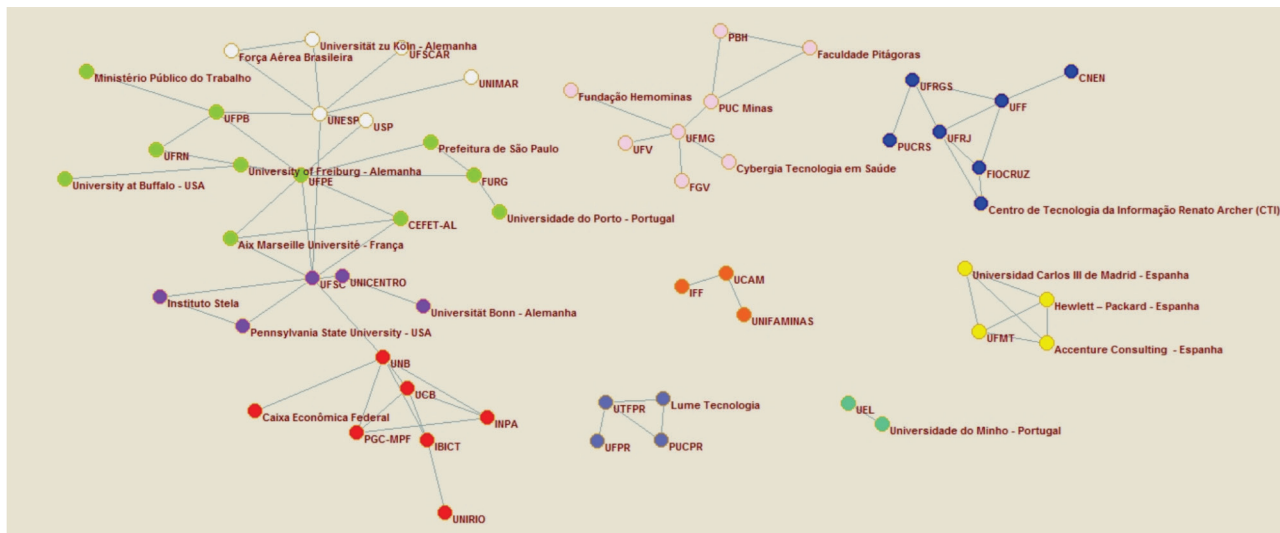 Universität zu Köln - Alemanha
Força Aérea Brasileira
UFSCAR
Ministério Público do Trabalho
UNIMAR
UFPB
UNESP
USP
UFRN
Prefeitura de São Paulo
University of Freiburg - Alemanha
University at Buffalo - USA
UFPE
FURG
Universidade do Porto - Portugal
CEFET-AL
Aix Marseille Université - França
UFSC
UNICENTRO
Instituto Stela
Universität Bonn - Alemanha
Pennsylvania State University - USA
UNB
UCB
Caixa Econômica Federal
INPA
PGC-MPF
IBICT
UNIRIO
PBH
Faculdade Pitágoras
Fundação Hemominas
PUC Minas
UFMG
UFV
Cybergia Tecnologia em Saúde
FGV
CNEN
UFRGS
UFF
UFRJ
PUCRS
FIOCRUZ
Centro de Tecnologia da Informação Renato Archer (CTI)
UCAM
IFF
UNIFAMINAS
Universidad Carlos III de Madrid - Espanha
Hewlett – Packard - Espanha
UFMT
Accenture Consulting - Espanha
UTFPR
Lume Tecnologia
UFPR
PUCPR
UEL
Universidade do Minho - Portugal